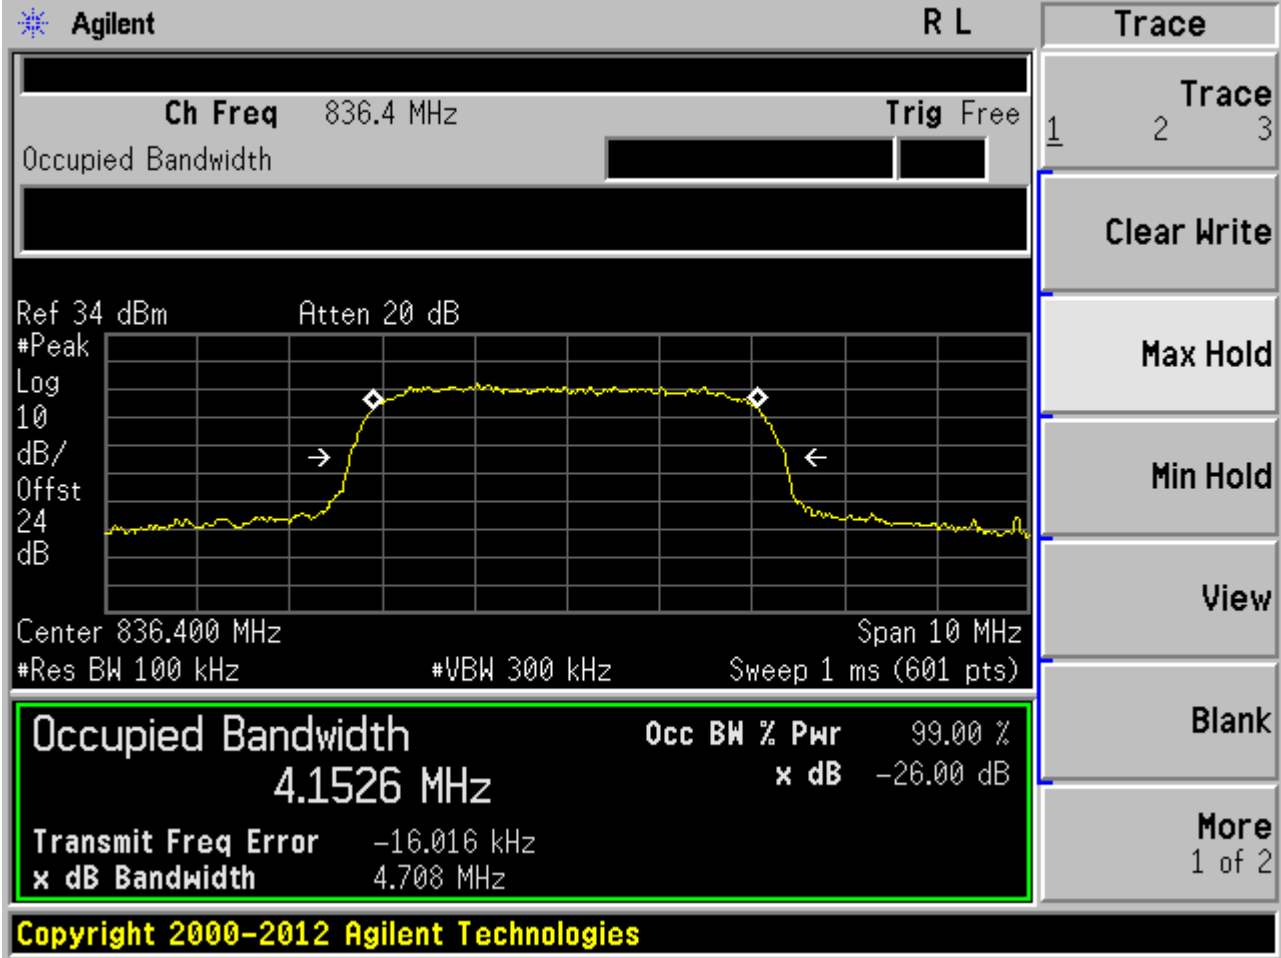 Agilent R L Trace
Ch Freq 836.4 MHz Trig Free
Occupied Bandwidth
Trace
1 2 3
Clear Write
Max Hold
Min Hold
View
Blank
More
1 of 2
Ref 34 dBm Atten 20 dB
#Peak
Log
10
dB/
Offst
24
dB
Center 836.400 MHz Span 10 MHz
#Res BW 100 kHz #VBW 300 kHz Sweep 1 ms (601 pts)
Occupied Bandwidth Occ BW % Pwr 99.00 %
4.1526 MHz x dB -26.00 dB
Transmit Freq Error -16.016 kHz
x dB Bandwidth 4.708 MHz
Copyright 2000-2012 Agilent Technologies